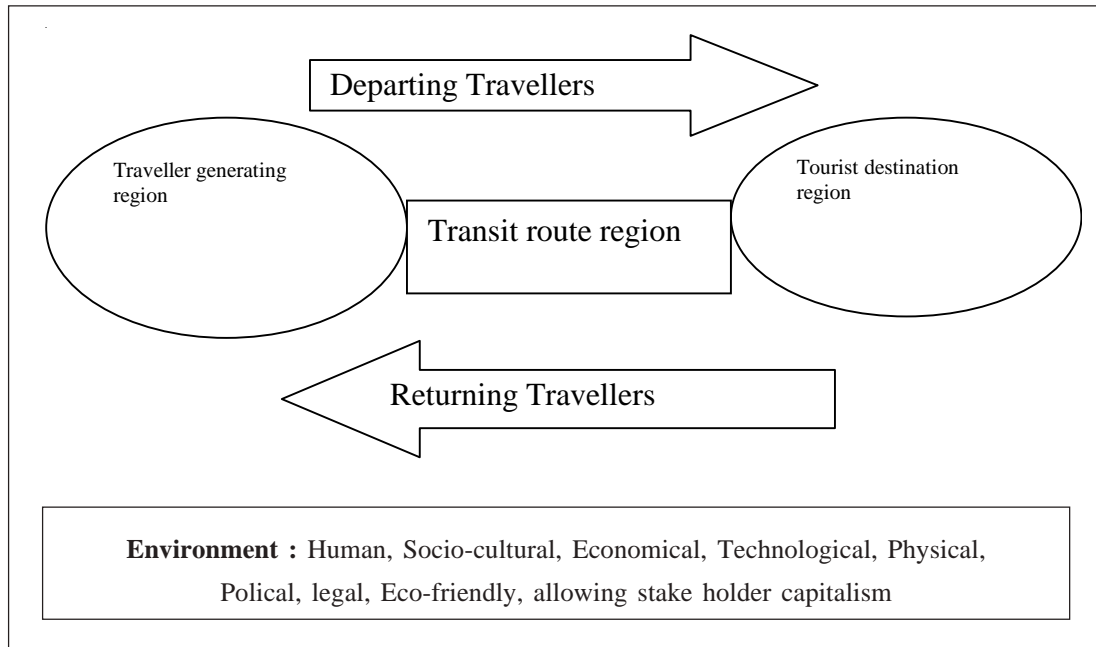 Departing Travellers
Traveller generating
region
Tourist destination
region
Transit route region
Returning Travellers
Environment : Human, Socio-cultural, Economical, Technological, Physical,
Polical, legal, Eco-friendly, allowing stake holder capitalism